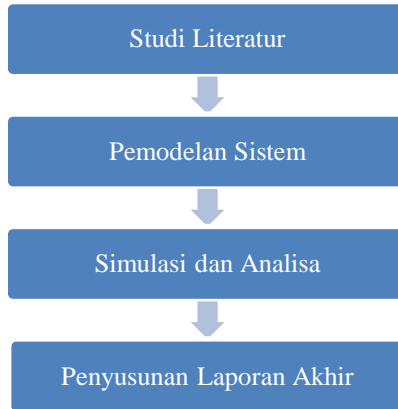 Studi Literatur
Pemodelan Sistem
Simulasi dan Analisa
Penyusunan Laporan Akhir